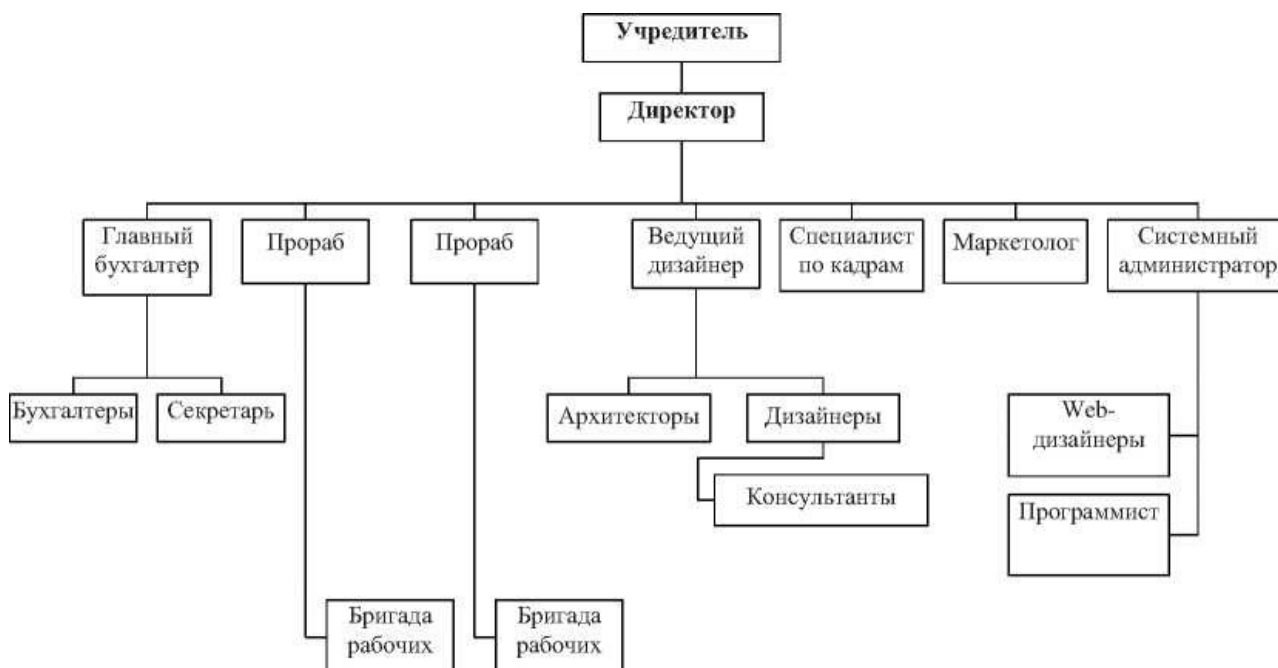 Учредитель
Директор
Главный
бухгалтер
Прораб
Прораб
Ведущий
дизайнер
Специалист
по кадрам
Маркетолог
Системный
администратор
Бухгалтеры
Секретарь
Архитекторы
Дизайнеры
Консультанты
Web-
дизайнеры
Программист
Бригада
рабочих
Бригада
рабочих